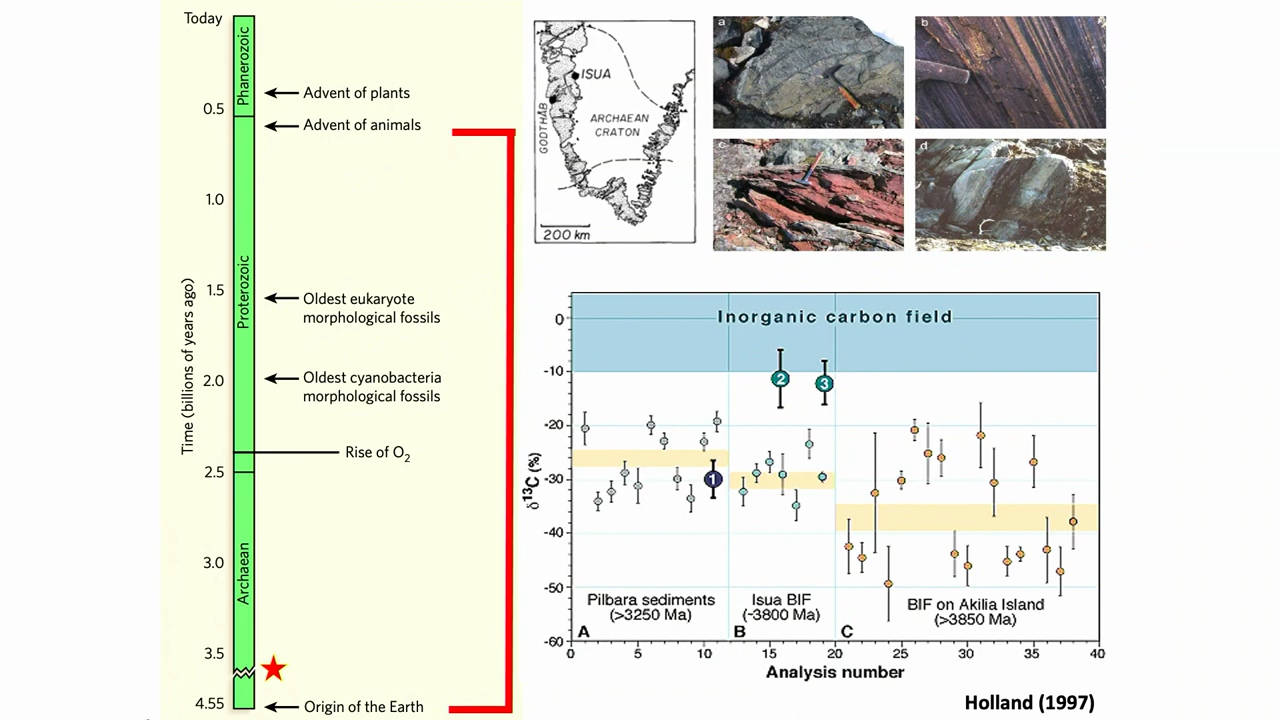 Today
Phanerozoic
Advent of plants
0.5
Advent of animals
1.0
Time (billions of years ago)
Proterozoic
1.5
Oldest eukaryote
morphological fossils
2.0
Oldest cyanobacteria
morphological fossils
Rise of O2
2.5
Archaean
3.0
3.5
4.55
Origin of the Earth
ISUA
GODTHÅB
ARCHAEAN
CRATON
200 km
a
b
c
d
Inorganic carbon field
δ13C (%)
0
-10
-20
-30
-40
-50
-60
2
3
1
Pilbara sediments
(>3250 Ma)
A
Isua BIF
(~3800 Ma)
B
BIF on Akilia Island
(>3850 Ma)
C
0 5 10 15 20 25 30 35 40
Analysis number
Holland (1997)